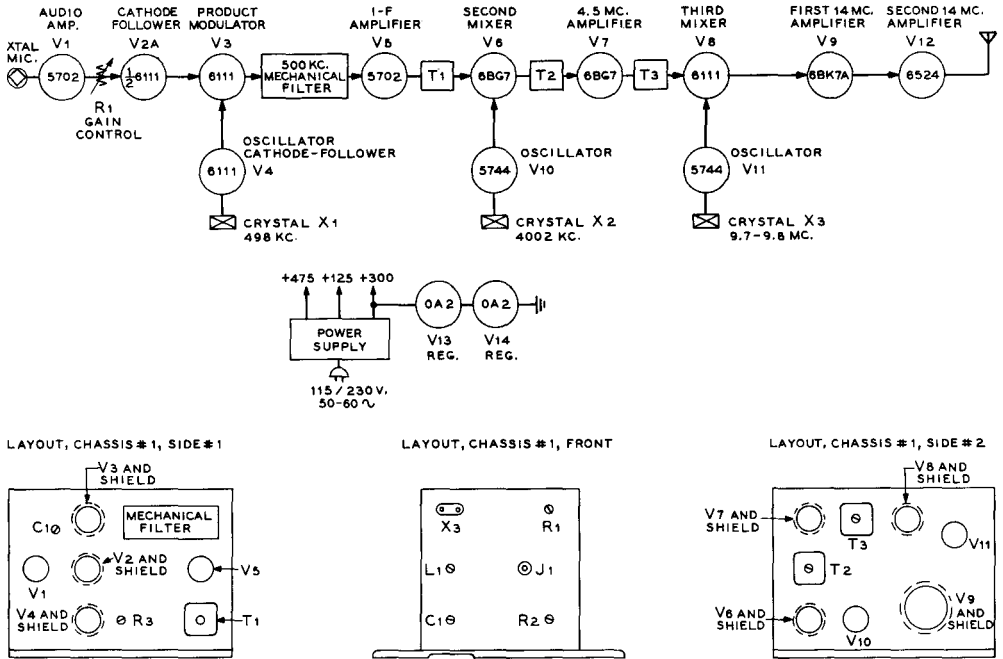 AUDIO AMP. V1
CATHODE FOLLOWER V2A
PRODUCT MODULATOR V3
I-F AMPLIFIER V5
SECOND MIXER V6
4.5 MC. AMPLIFIER V7
THIRD MIXER V8
FIRST 14 MC. AMPLIFIER V9
SECOND 14 MC. AMPLIFIER V12
XTAL MIC.
5702
1/2 6111
6111
500 KC. MECHANICAL FILTER
5702
T1
6BG7
T2
6BG7
T3
6111
6BK7A
6524
R1
GAIN
CONTROL
6111
OSCILLATOR
CATHODE-FOLLOWER
V4
5744
OSCILLATOR
V10
5744
OSCILLATOR
V11
CRYSTAL X1
498 KC.
CRYSTAL X2
4002 KC.
CRYSTAL X3
9.7-9.8 MC.
+475 +125 +300
POWER
SUPPLY
0A2
0A2
V13
REG.
V14
REG.
115/230 V.
50-60 ∿
LAYOUT, CHASSIS #1, SIDE #1
V3 AND
SHIELD
C1
MECHANICAL
FILTER
V2 AND
SHIELD
V5
V1
V4 AND
SHIELD
R3
T1
LAYOUT, CHASSIS #1, FRONT
X3
R1
L1
J1
C1
R2
LAYOUT, CHASSIS #1, SIDE #2
V8 AND
SHIELD
V7 AND
SHIELD
T3
V11
T2
V6 AND
SHIELD
V10
V9
AND
SHIELD